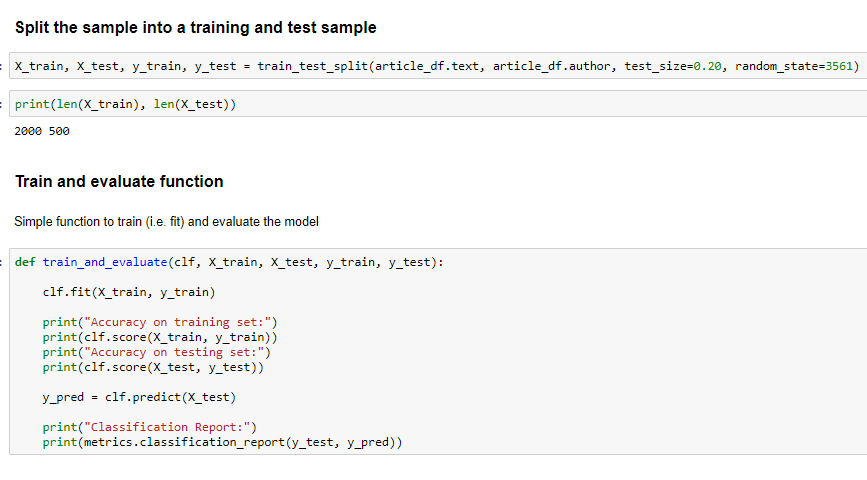 Split the sample into a training and test sample
X_train, X_test, y_train, y_test = train_test_split(article_df.text, article_df.author, test_size=0.20, random_state=3561)
print(len(X_train), len(X_test))
2000 500
Train and evaluate function
Simple function to train (i.e. fit) and evaluate the model
def train_and_evaluate(clf, X_train, X_test, y_train, y_test):
    clf.fit(X_train, y_train)
    print("Accuracy on training set:")
    print(clf.score(X_train, y_train))
    print("Accuracy on testing set:")
    print(clf.score(X_test, y_test))
    y_pred = clf.predict(X_test)
    print("Classification Report:")
    print(metrics.classification_report(y_test, y_pred))